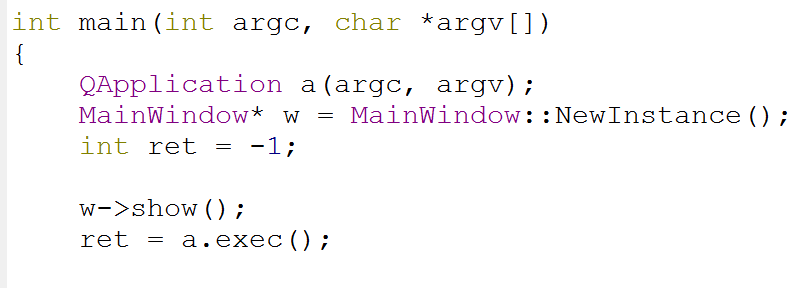 int main(int argc, char *argv[])
{
    QApplication a(argc, argv);
    MainWindow* w = MainWindow::NewInstance();
    int ret = -1;

    w->show();
    ret = a.exec();